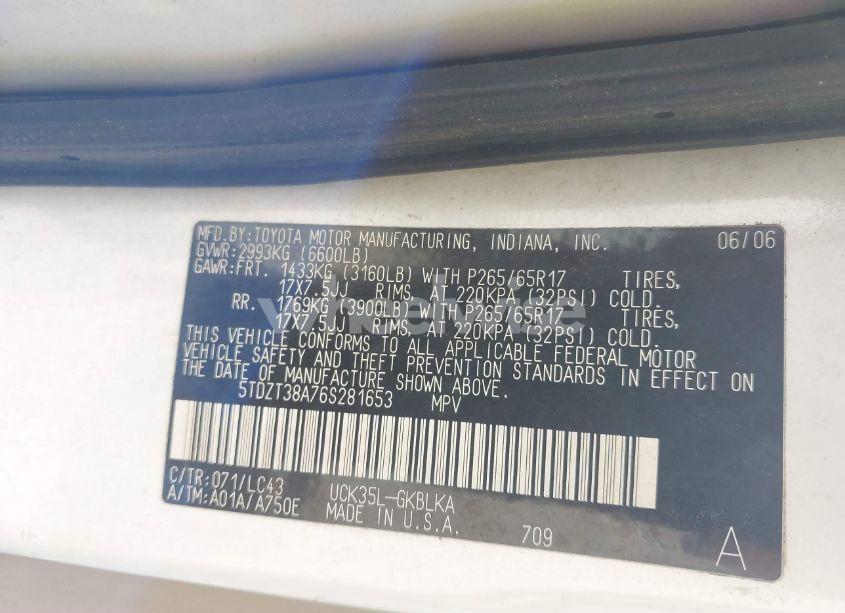 MFD.BY:TOYOTA MOTOR MANUFACTURING, INDIANA, INC. 06/06
GVWR:2993KG (6600LB)
GAWR:FRT. 1433KG (3160LB) WITH P265/65R17 TIRES,
17X7.5JJ RIMS, AT 220KPA (32PSI) COLD.
RR. 1769KG (3900LB) WITH P265/65R17 TIRES,
17X7.5JJ RIMS, AT 220KPA (32PSI) COLD.
THIS VEHICLE CONFORMS TO ALL APPLICABLE FEDERAL MOTOR
VEHICLE SAFETY AND THEFT PREVENTION STANDARDS IN EFFECT ON
THE DATE OF MANUFACTURE SHOWN ABOVE.
5TDZT38A76S281653 MPV
C/TR:071/LC43 UCK35L-GKBLKA
A/TM:A01A/A750E MADE IN U.S.A. 709 A